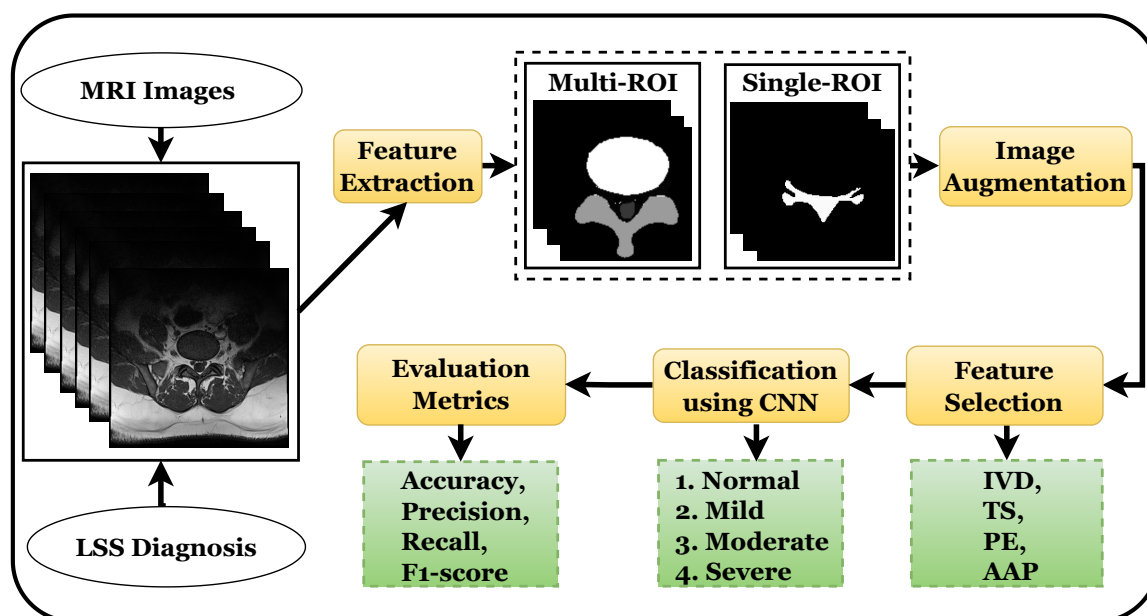 MRI Images
LSS Diagnosis
Feature
Extraction
Multi-ROI
Single-ROI
Image
Augmentation
Feature
Selection
IVD,
TS,
PE,
AAP
Classification
using CNN
1. Normal
2. Mild
3. Moderate
4. Severe
Evaluation
Metrics
Accuracy,
Precision,
Recall,
F1-score